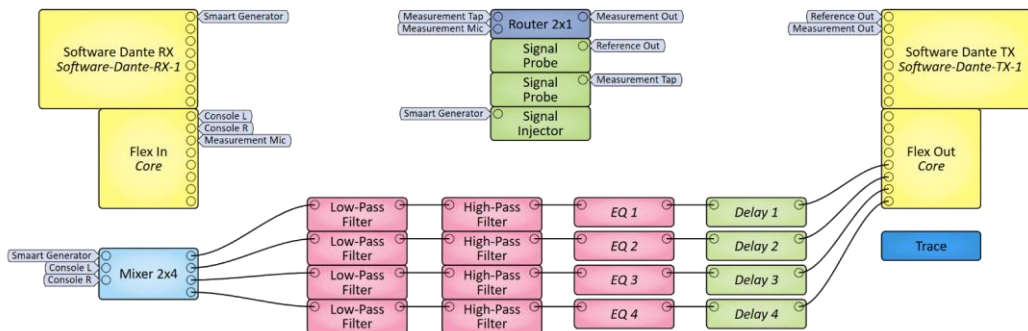 Smaart Generator
Software Dante RX
Software-Dante-RX-1
Console L
Console R
Measurement Mic
Flex In
Core
Measurement Tap
Measurement Mic
Router 2x1
Measurement Out
Signal
Probe
Reference Out
Signal
Probe
Measurement Tap
Smaart Generator
Signal
Injector
Reference Out
Measurement Out
Software Dante TX
Software-Dante-TX-1
Flex Out
Core
Trace
Smaart Generator
Console L
Console R
Mixer 2x4
Low-Pass
Filter
High-Pass
Filter
EQ 1
Delay 1
Low-Pass
Filter
High-Pass
Filter
EQ 2
Delay 2
Low-Pass
Filter
High-Pass
Filter
EQ 3
Delay 3
Low-Pass
Filter
High-Pass
Filter
EQ 4
Delay 4